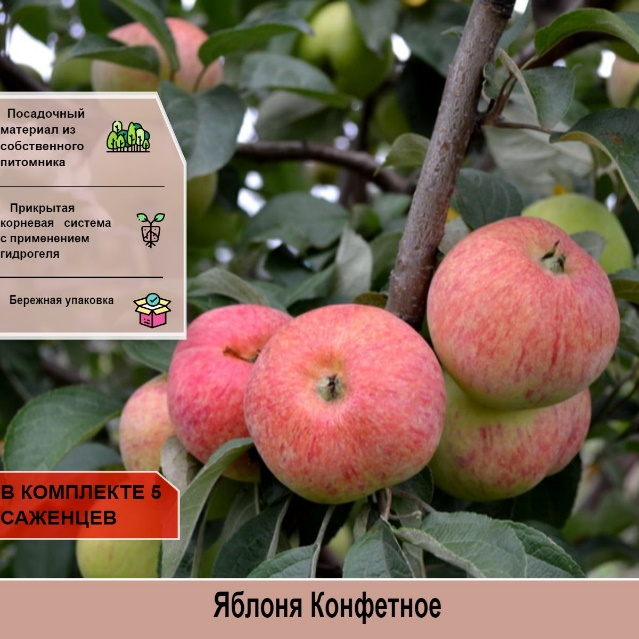 Посадочный
материал из
собственного
питомника
Прикрытая
корневая система
с применением
гидрогеля
Бережная упаковка
В КОМПЛЕКТЕ 5
САЖЕНЦЕВ
Яблоня Конфетное